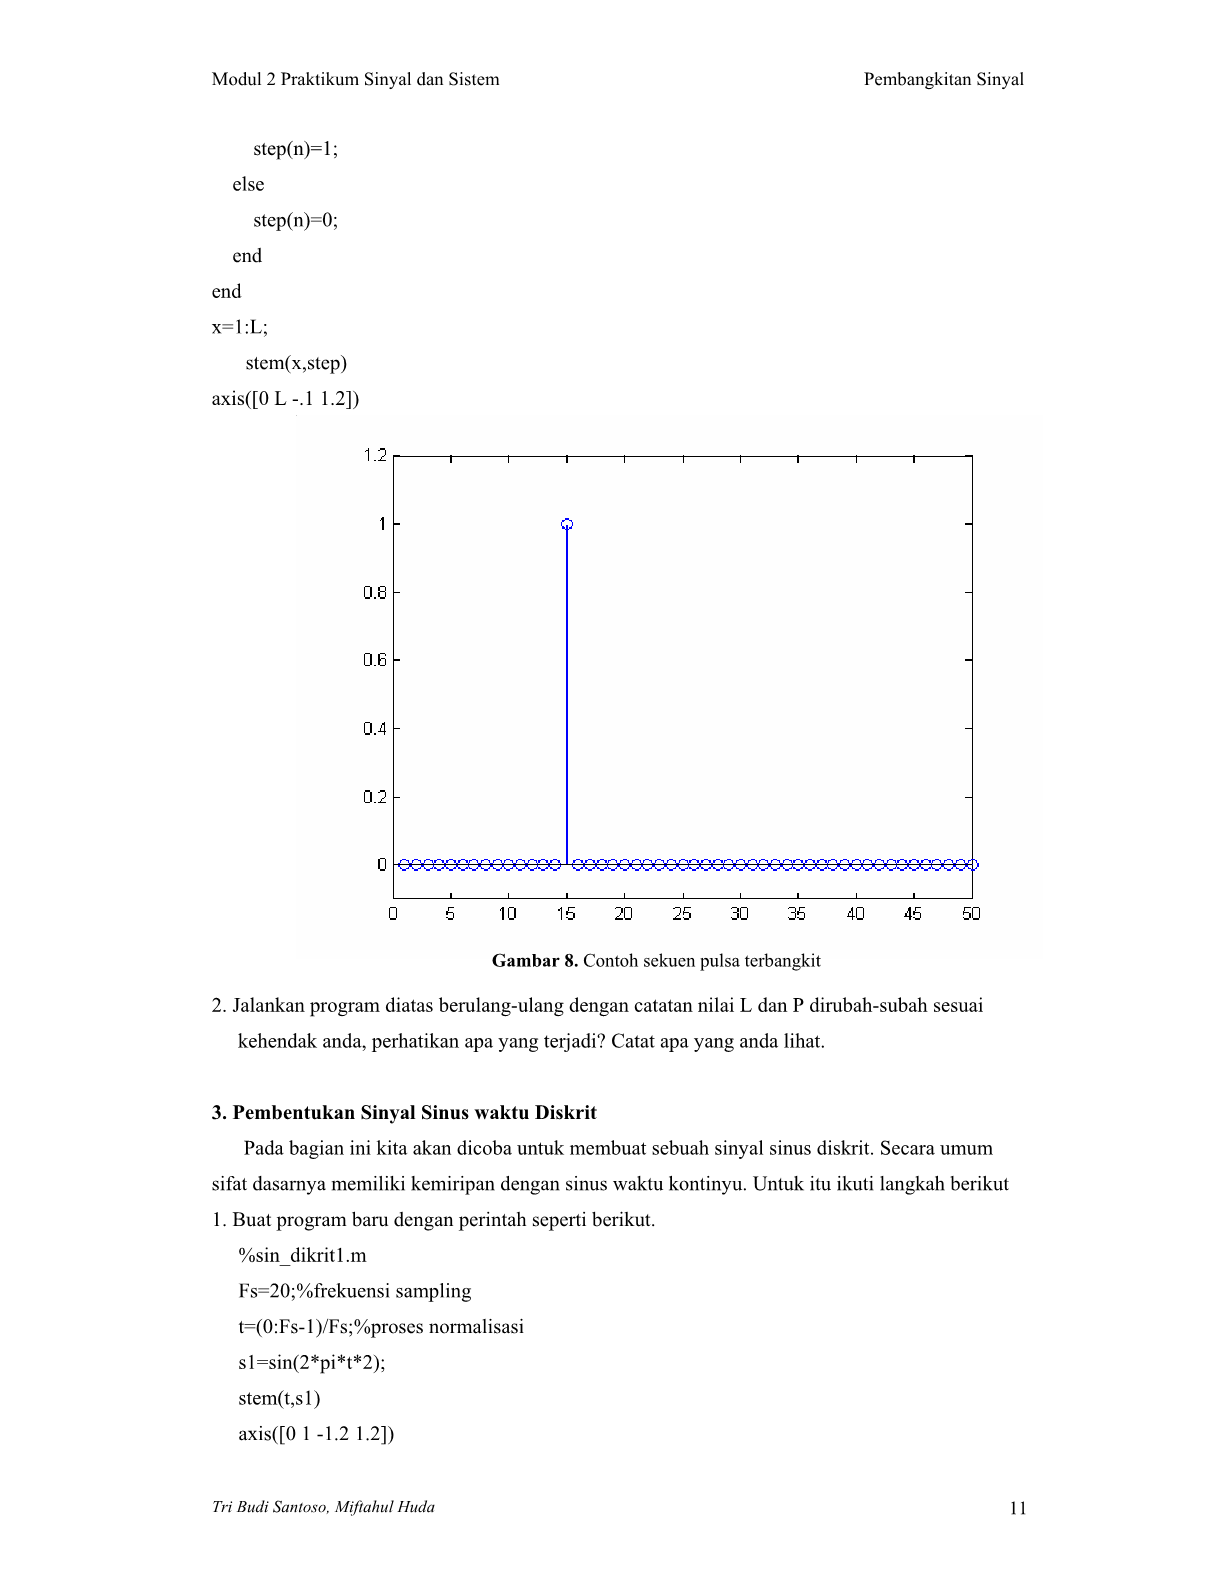 Modul 2 Praktikum Sinyal dan Sistem Pembangkitan Sinyal
step(n)=1;
else
step(n)=0;
end
end
x=1:L;
stem(x,step)
axis([0 L -.1 1.2])
1.2
1
0.8
0.6
0.4
0.2
0
0 5 10 15 20 25 30 35 40 45 50
Gambar 8. Contoh sekuen pulsa terbangkit
2. Jalankan program diatas berulang-ulang dengan catatan nilai L dan P dirubah-subah sesuai
kehendak anda, perhatikan apa yang terjadi? Catat apa yang anda lihat.
3. Pembentukan Sinyal Sinus waktu Diskrit
Pada bagian ini kita akan dicoba untuk membuat sebuah sinyal sinus diskrit. Secara umum
sifat dasarnya memiliki kemiripan dengan sinus waktu kontinyu. Untuk itu ikuti langkah berikut
1. Buat program baru dengan perintah seperti berikut.
%sin_dikrit1.m
Fs=20;%frekuensi sampling
t=(0:Fs-1)/Fs;%proses normalisasi
s1=sin(2*pi*t*2);
stem(t,s1)
axis([0 1 -1.2 1.2])
Tri Budi Santoso, Miftahul Huda 11